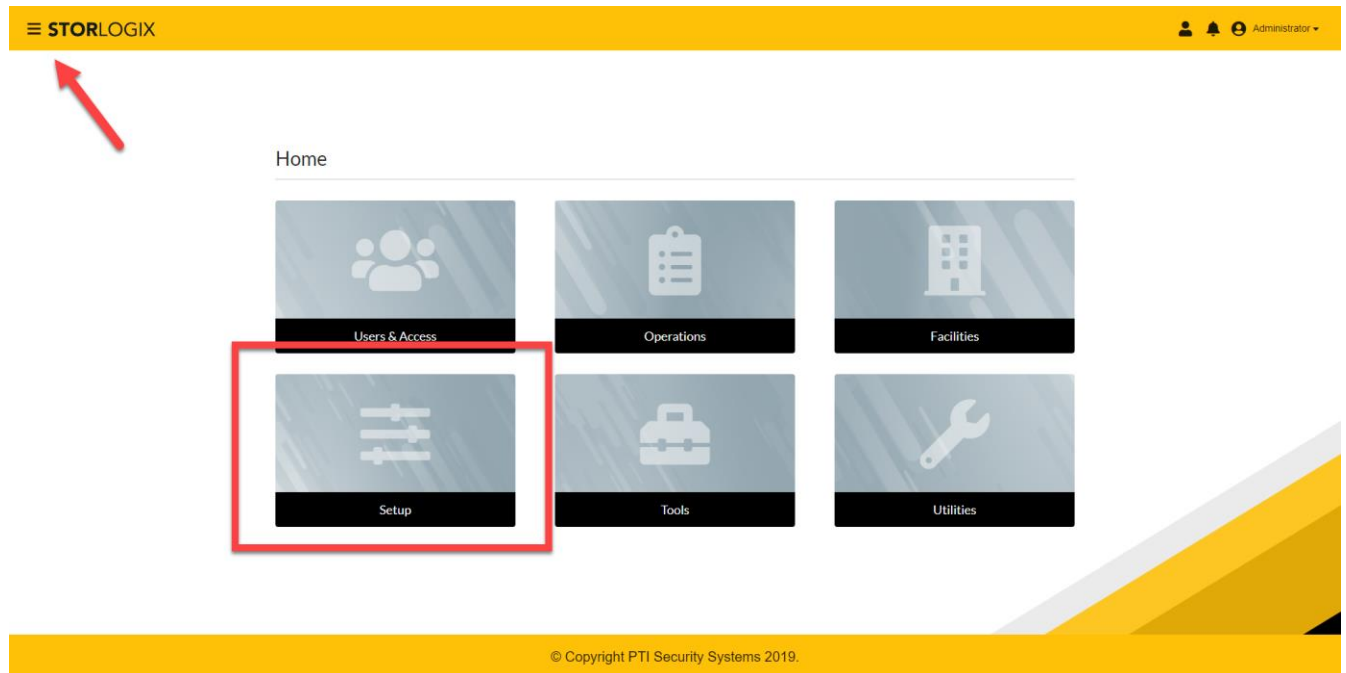 STORLOGIX
Administrator
Home
Users & Access
Operations
Facilities
Setup
Tools
Utilities
© Copyright PTI Security Systems 2019.